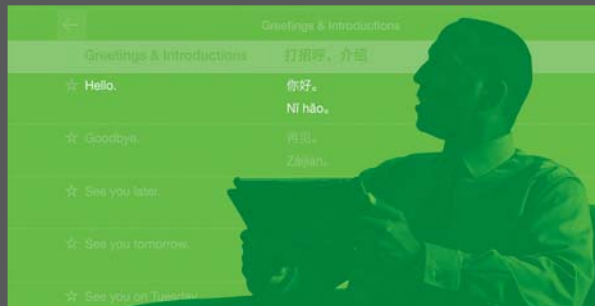 Greetings & Introductions
Greetings & Introductions 打招呼、介绍
☆ Hello. 你好。
Nǐ hǎo。
☆ Goodbye. 再见。
Zàijiàn。
☆ See you later.
☆ See you tomorrow.
☆ See you on Tuesday.